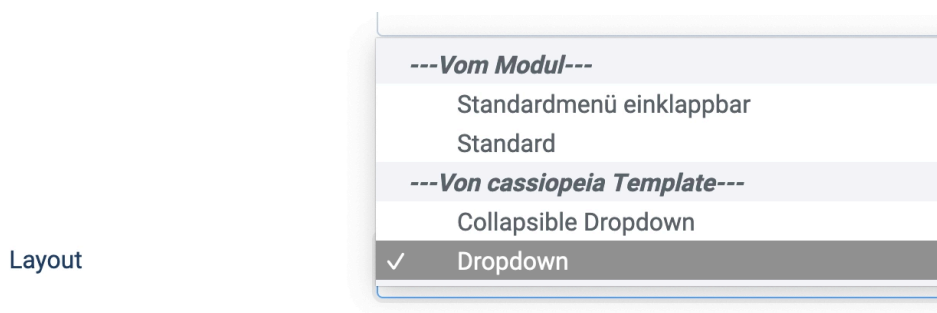 ---Vom Modul---
Standardmenü einklappbar
Standard
---Von cassiopeia Template---
Collapsible Dropdown
Layout
✓ Dropdown